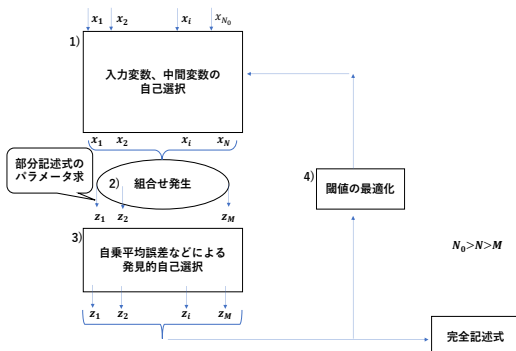 x1 x2 xi xN0
1)
入力変数、中間変数の
自己選択
x1 x2 xi xN
部分記述式の
パラメータ求
2) 組合せ発生
z1 z2 zM
3)
自乗平均誤差などによる
発見的自己選択
z1 z2 zi zM
4)
閾値の最適化
N0>N>M
完全記述式